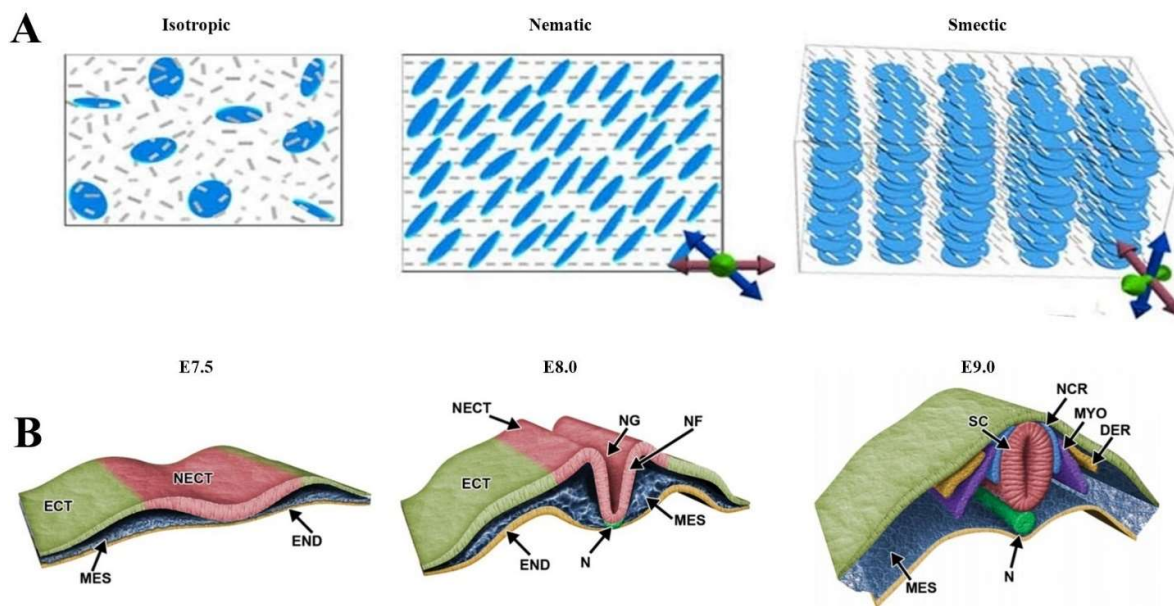 A
Isotropic
Nematic
Smectic
B
E7.5
E8.0
E9.0
ECT
NECT
MES
END
NECT
NG
NF
ECT
MES
END
N
SC
NCR
MYO
DER
MES
N